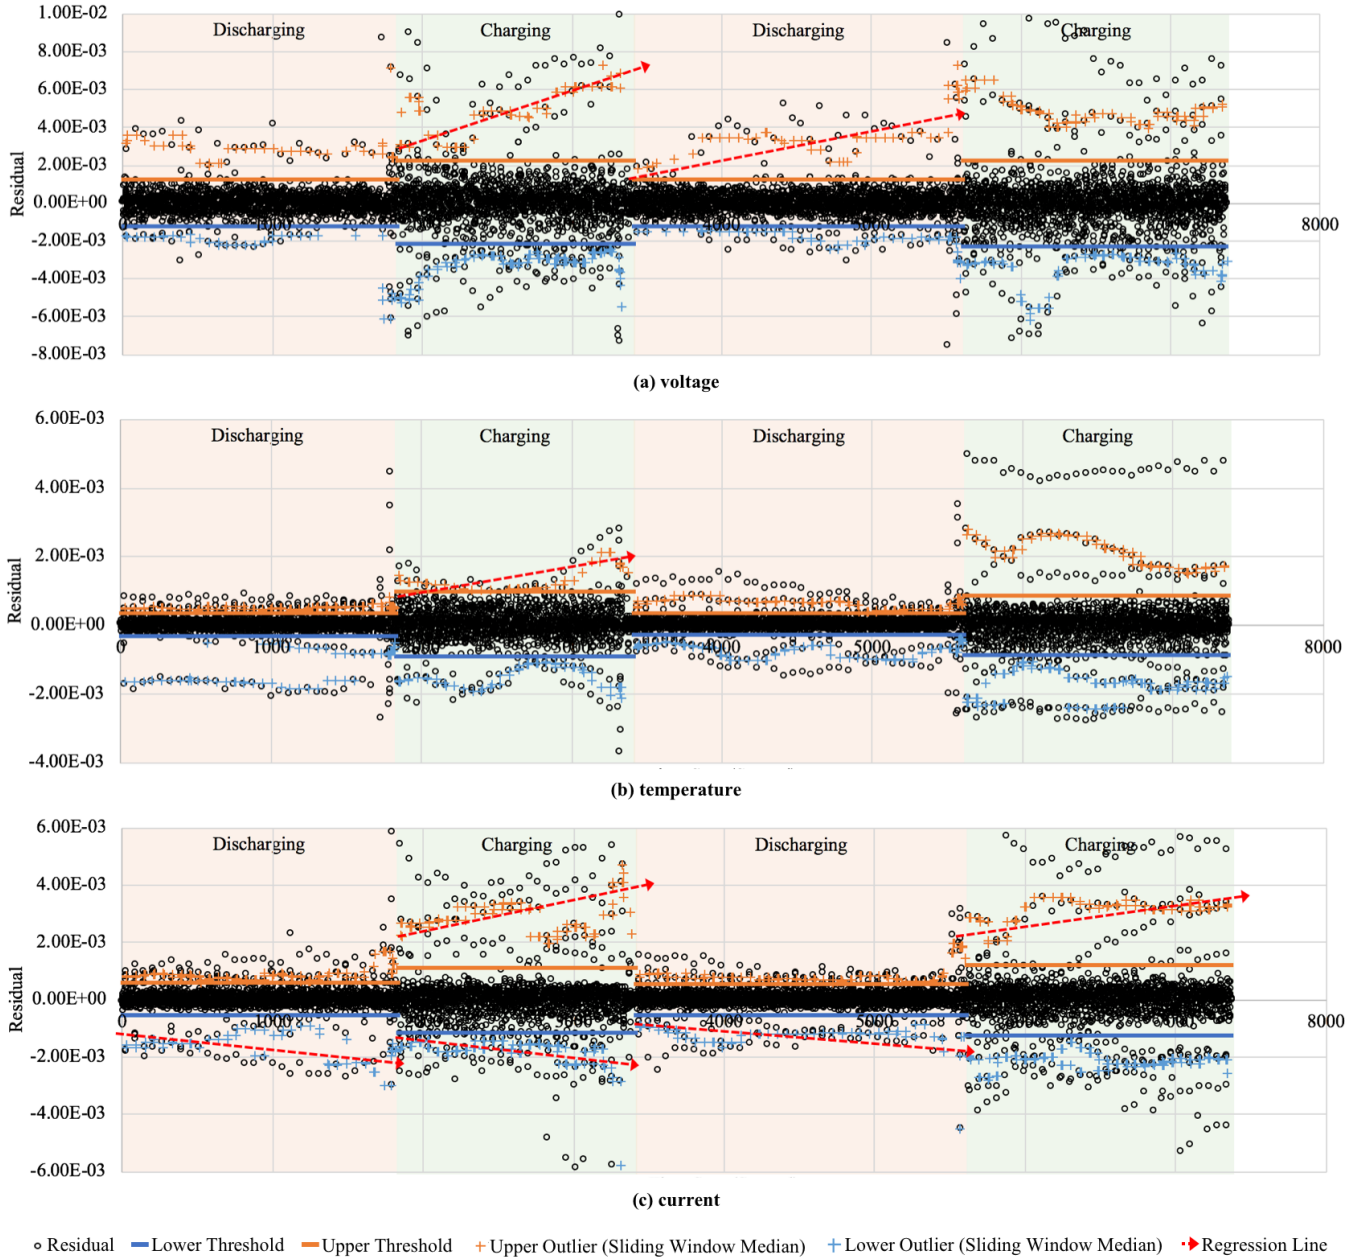 1.00E-02
Discharging Charging Discharging Charging
8.00E-03
6.00E-03
4.00E-03
2.00E-03
Residual
0.00E+00
0 1000 4000 5000 8000
-2.00E-03
-4.00E-03
-6.00E-03
-8.00E-03
(a) voltage
6.00E-03
Discharging Charging Discharging Charging
4.00E-03
2.00E-03
Residual
0.00E+00
0 1000 4000 5000 8000
-2.00E-03
-4.00E-03
(b) temperature
6.00E-03
Discharging Charging Discharging Charging
4.00E-03
2.00E-03
Residual
0.00E+00
0 1000 4000 5000 8000
-2.00E-03
-4.00E-03
-6.00E-03
(c) current
Residual Lower Threshold Upper Threshold Upper Outlier (Sliding Window Median) Lower Outlier (Sliding Window Median) Regression Line